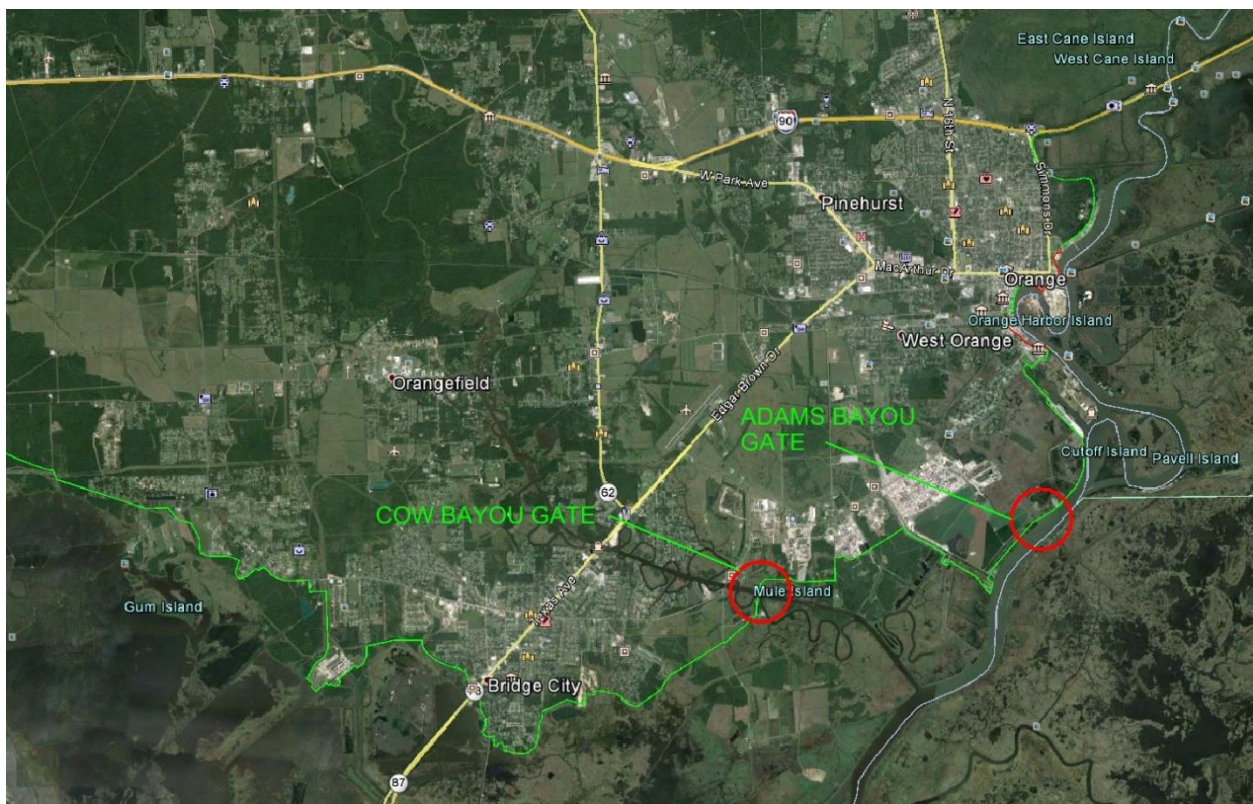 East Cane Island
West Cane Island
90
N 16th St
Simmons Dr
W Park Ave
Pinehurst
MacArthur Dr
Orange
Orange Harbor Island
West Orange
Orangefield
Edgar Brown Dr
ADAMS BAYOU
GATE
Cutoff Island
Pavell Island
62
COW BAYOU GATE
Mule Island
Texas Ave
Gum Island
Bridge City
87